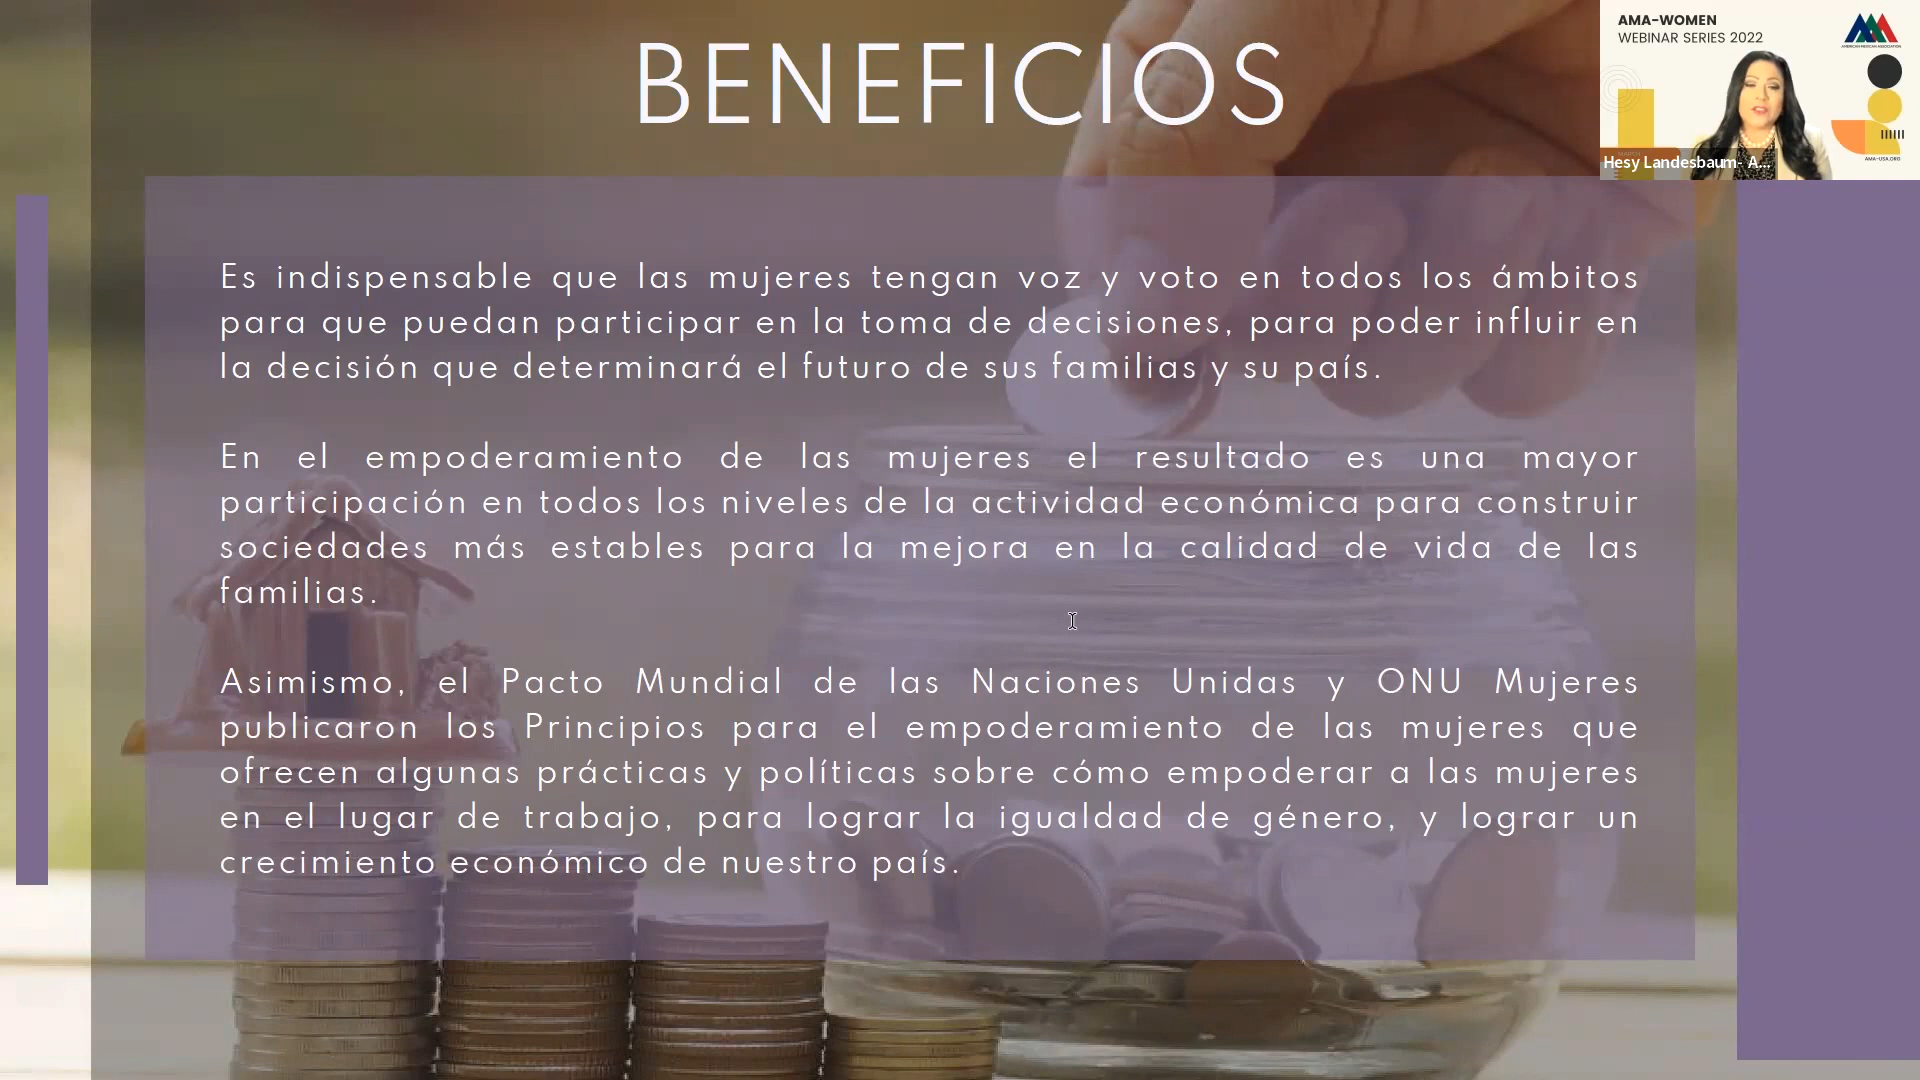 BENEFICIOS
AMA-WOMEN
WEBINAR SERIES 2022
AMERICAN MEXICAN ASSOCIATION
AMA-USA.ORG
Hesy Landesbaum- A...
Es indispensable que las mujeres tengan voz y voto en todos los ámbitos
para que puedan participar en la toma de decisiones, para poder influir en
la decisión que determinará el futuro de sus familias y su país.
En el empoderamiento de las mujeres el resultado es una mayor
participación en todos los niveles de la actividad económica para construir
sociedades más estables para la mejora en la calidad de vida de las
familias.
Asimismo, el Pacto Mundial de las Naciones Unidas y ONU Mujeres
publicaron los Principios para el empoderamiento de las mujeres que
ofrecen algunas prácticas y políticas sobre cómo empoderar a las mujeres
en el lugar de trabajo, para lograr la igualdad de género, y lograr un
crecimiento económico de nuestro país.